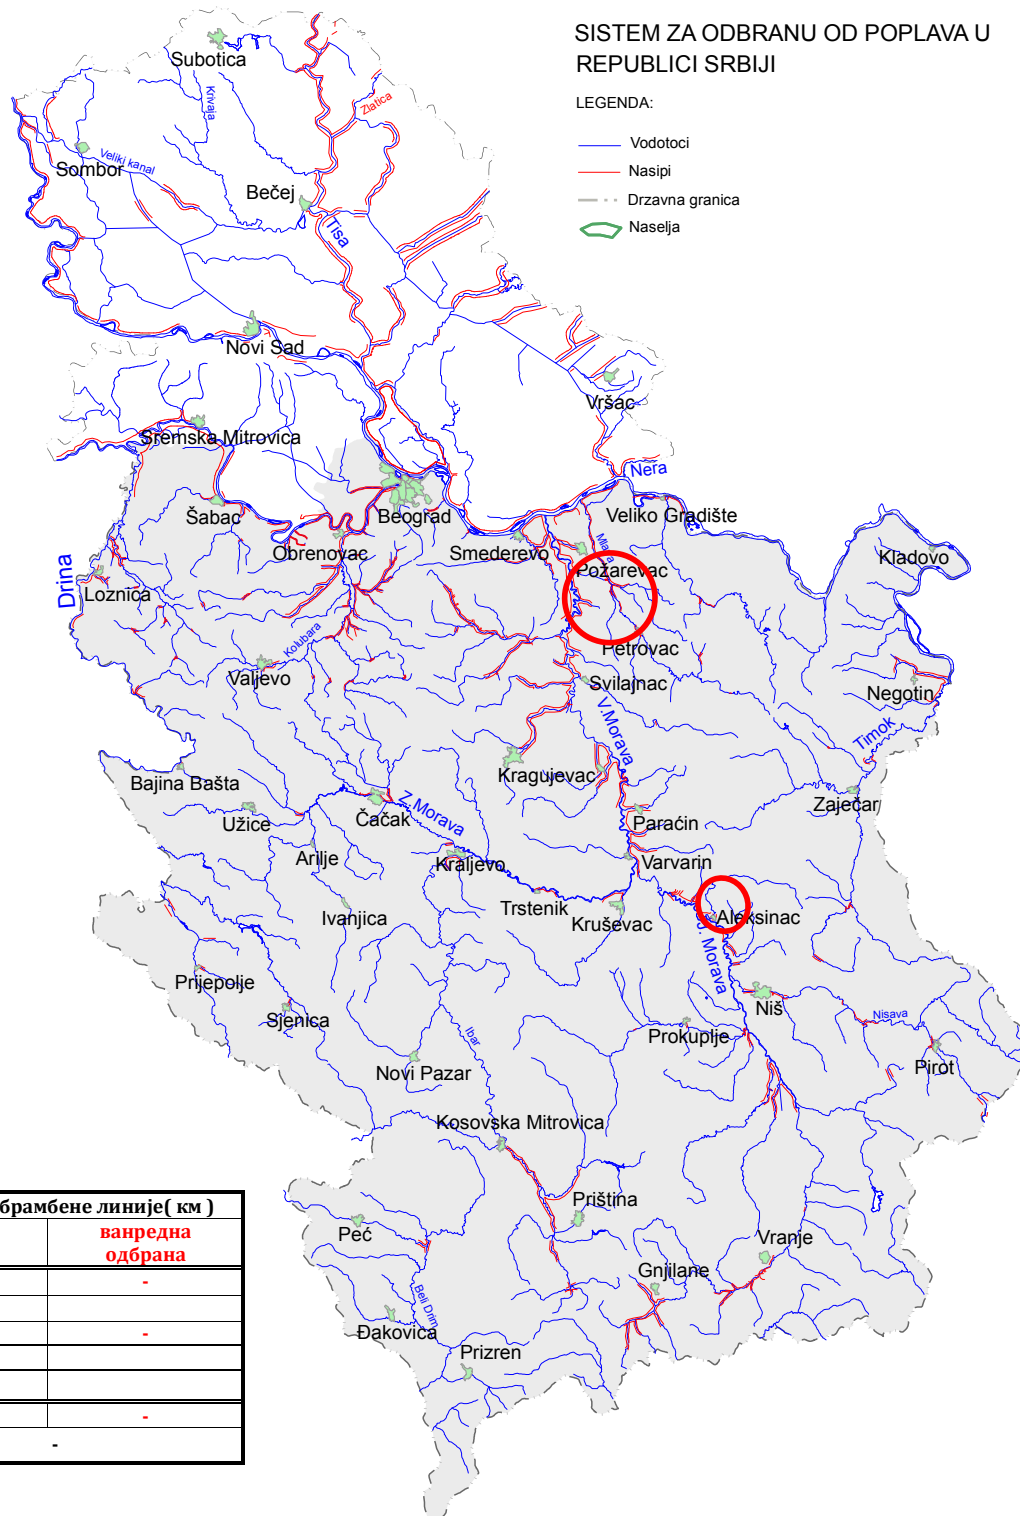 SISTEM ZA ODBRANU OD POPLAVA U
REPUBLICI SRBIJI
LEGENDA:
Vodotoci
Nasipi
Drzavna granica
Naselja
Subotica
Krivaja
Zlatica
Sombor
Veliki kanal
Bečej
Tisa
Novi Sad
Vršac
Sremska Mitrovica
Nera
Šabac
Beograd
Veliko Gradište
Obrenovac
Smederevo
Kladovo
Drina
Loznica
Požarevac
Kolubara
Petrovac
Valjevo
Svilajnac
Negotin
V.Morava
Timok
Kragujevac
Bajina Bašta
Zaječar
Užice
Čačak
Z.Morava
Paraćin
Arilje
Kraljevo
Varvarin
Ivanjica
Trstenik
Kruševac
Aleksinac
J. Morava
Prijepolje
Sjenica
Niš
Ibar
Prokuplje
Nisava
Novi Pazar
Pirot
Kosovska Mitrovica
Priština
Peć
Vranje
Gnjilane
Beli Drim
Đakovica
Prizren
брамбене линије( км )
ванредна
одбрана
-
-
-
-